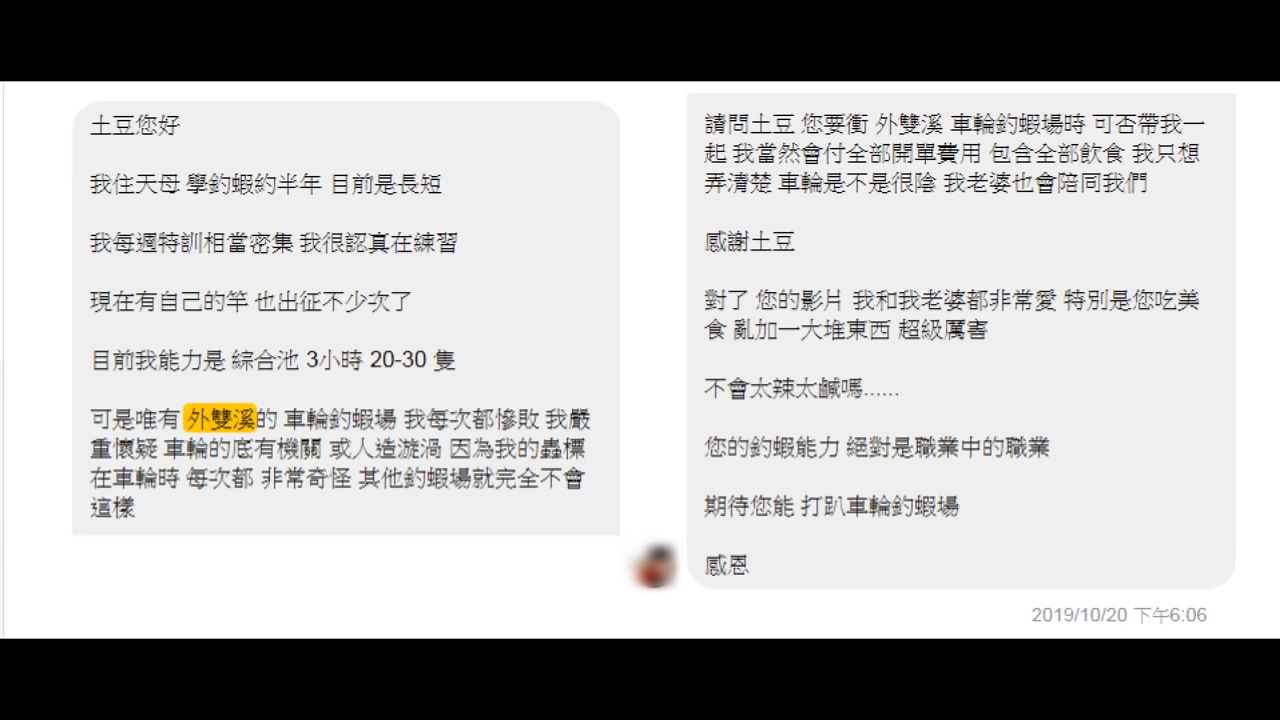 土豆您好
我住天母 學釣蝦約半年 目前是長短
我每週特訓相當密集 我很認真在練習
現在有自己的竿 也出征不少次了
目前我能力是 綜合池 3小時 20-30 隻
可是唯有 外雙溪的 車輪釣蝦場 我每次都慘敗 我嚴
重懷疑 車輪的底有機關 或人造漩渦 因為我的蟲標
在車輪時 每次都 非常奇怪 其他釣蝦場就完全不會
這樣
請問土豆 您要衝 外雙溪 車輪釣蝦場時 可否帶我一
起 我當然會付全部開單費用 包含全部飲食 我只想
弄清楚 車輪是不是很陰 我老婆也會陪同我們
感謝土豆
對了 您的影片 我和我老婆都非常愛 特別是您吃美
食 亂加一大堆東西 超級厲害
不會太辣太鹹嗎......
您的釣蝦能力 絕對是職業中的職業
期待您能 打趴車輪釣蝦場
感恩
2019/10/20 下午6:06